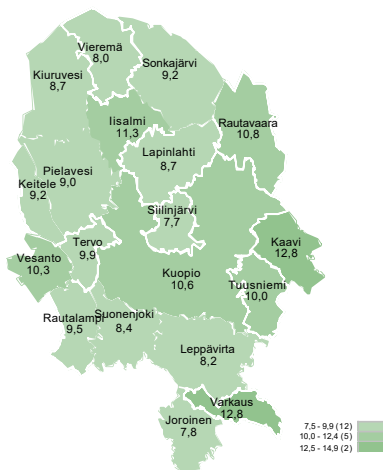 Vieremä
8,0
Sonkajärvi
9,2
Kiuruvesi
8,7
Iisalmi
11,3
Rautavaara
10,8
Lapinlahti
8,7
Pielavesi
9,0
Keitele
9,2
Siilinjärvi
7,7
Tervo
9,9
Kaavi
12,8
Vesanto
10,3
Kuopio
10,6
Tuusniemi
10,0
Rautalampi
9,5
Suonenjoki
8,4
Leppävirta
8,2
Varkaus
12,8
Joroinen
7,8
7,5 - 9,9 (12)
10,0 - 12,4 (5)
12,5 - 14,9 (2)